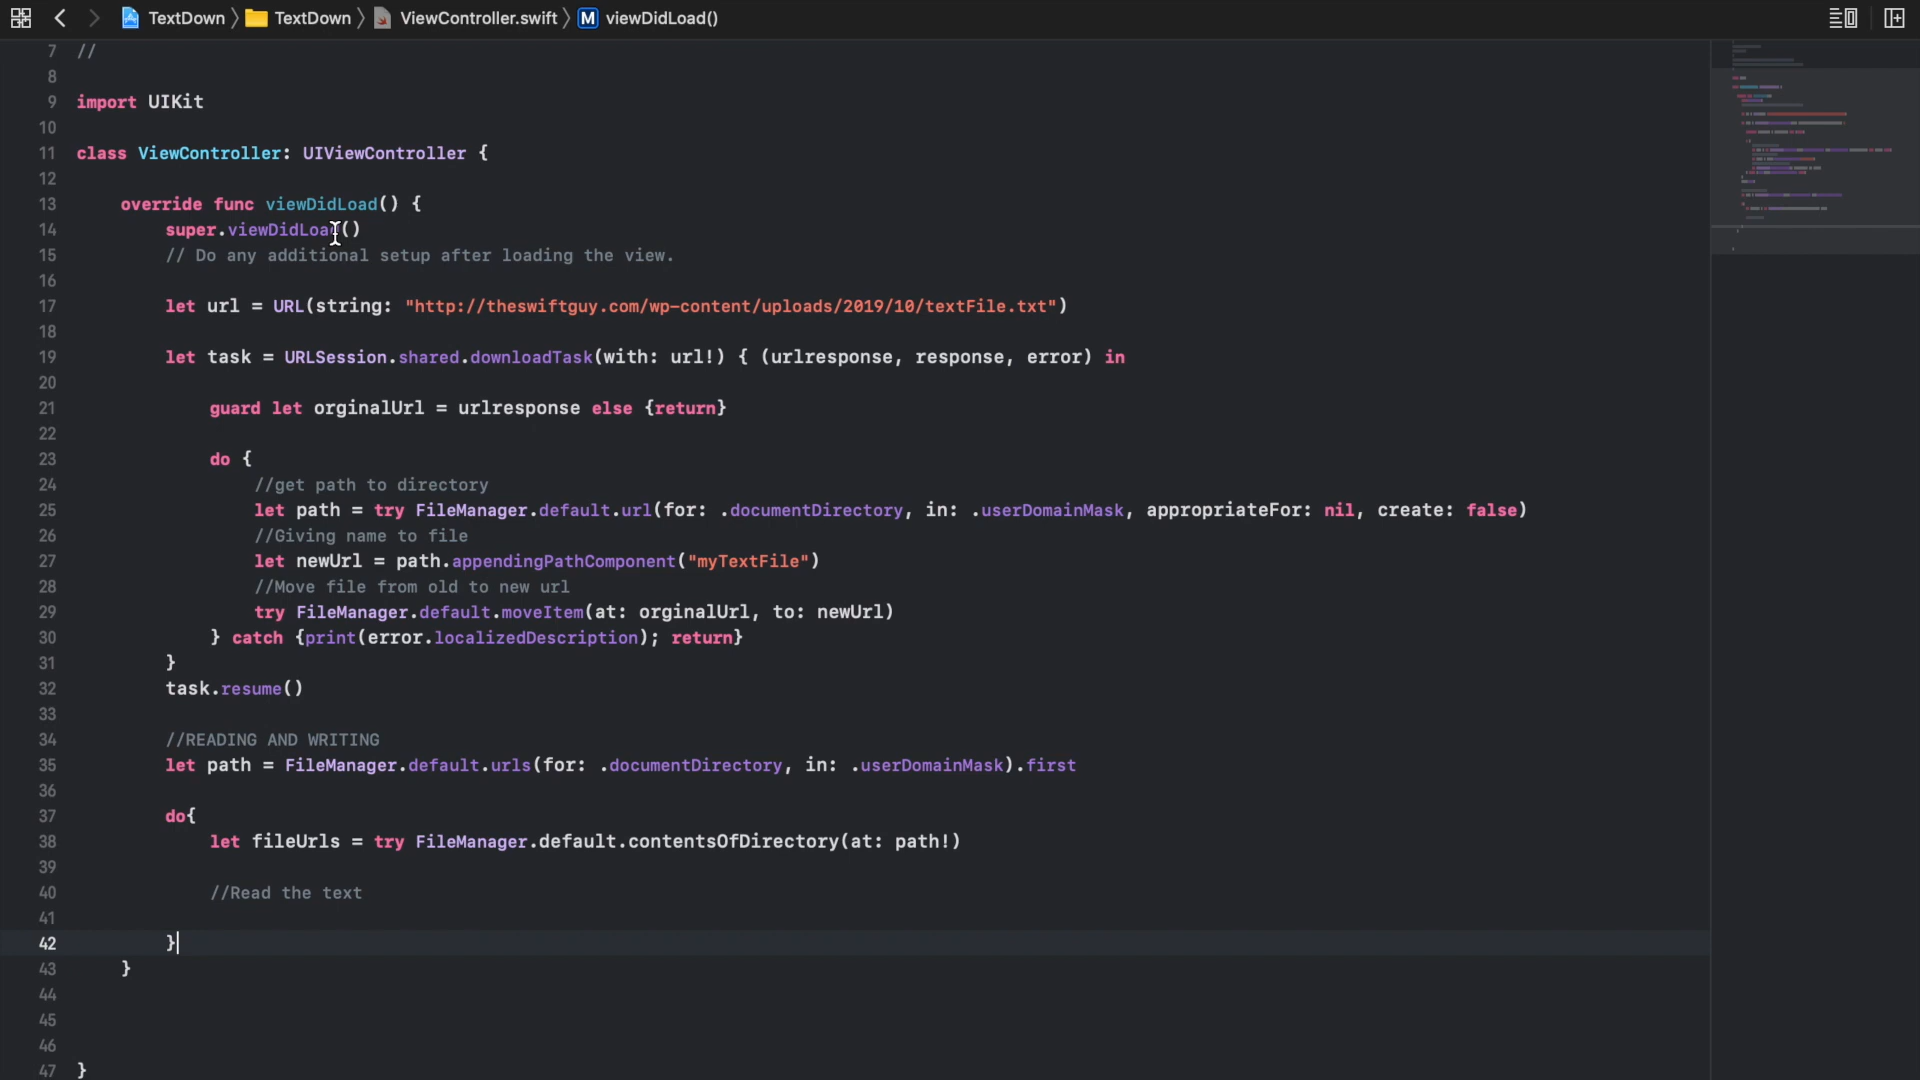 TextDown TextDown ViewController.swift M viewDidLoad()
7 //
8
9 import UIKit
10
11 class ViewController: UIViewController {
12
13 override func viewDidLoad() {
14 super.viewDidLoad()
15 // Do any additional setup after loading the view.
16
17 let url = URL(string: "http://theswiftguy.com/wp-content/uploads/2019/10/textFile.txt")
18
19 let task = URLSession.shared.downloadTask(with: url!) { (urlresponse, response, error) in
20
21 guard let orginalUrl = urlresponse else {return}
22
23 do {
24 //get path to directory
25 let path = try FileManager.default.url(for: .documentDirectory, in: .userDomainMask, appropriateFor: nil, create: false)
26 //Giving name to file
27 let newUrl = path.appendingPathComponent("myTextFile")
28 //Move file from old to new url
29 try FileManager.default.moveItem(at: orginalUrl, to: newUrl)
30 } catch {print(error.localizedDescription); return}
31 }
32 task.resume()
33
34 //READING AND WRITING
35 let path = FileManager.default.urls(for: .documentDirectory, in: .userDomainMask).first
36
37 do{
38 let fileUrls = try FileManager.default.contentsOfDirectory(at: path!)
39
40 //Read the text
41
42 }
43 }
44
45
46
47 }